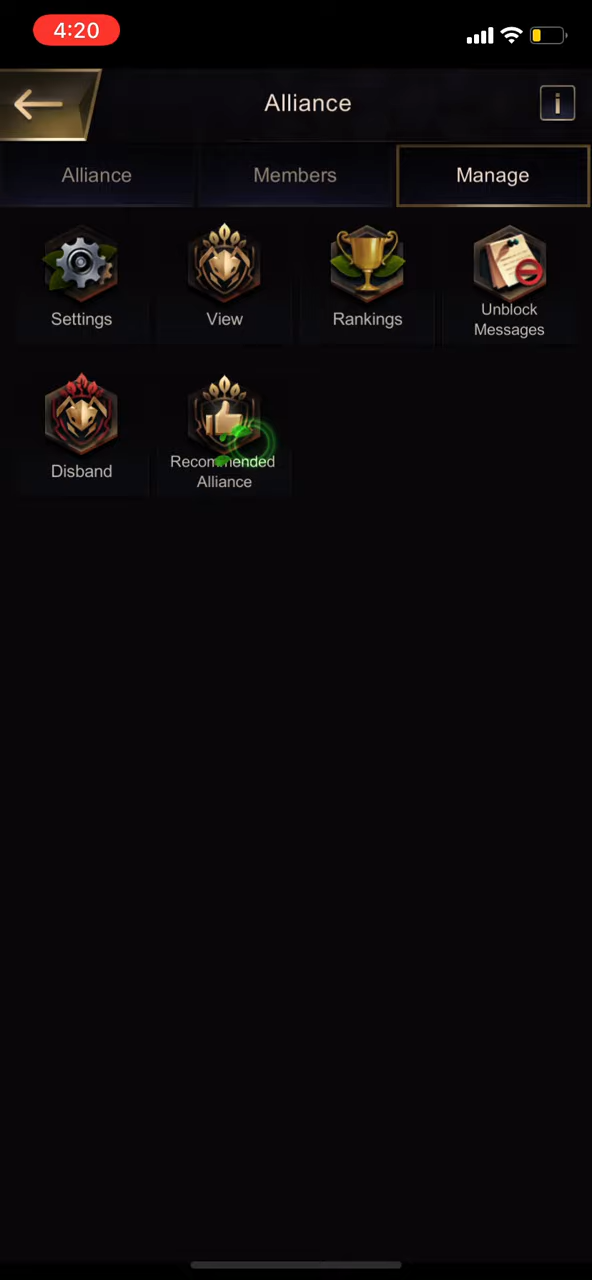 4:20
Alliance
Alliance
Members
Manage
Settings
View
Rankings
Unblock
Messages
Disband
Recommended
Alliance